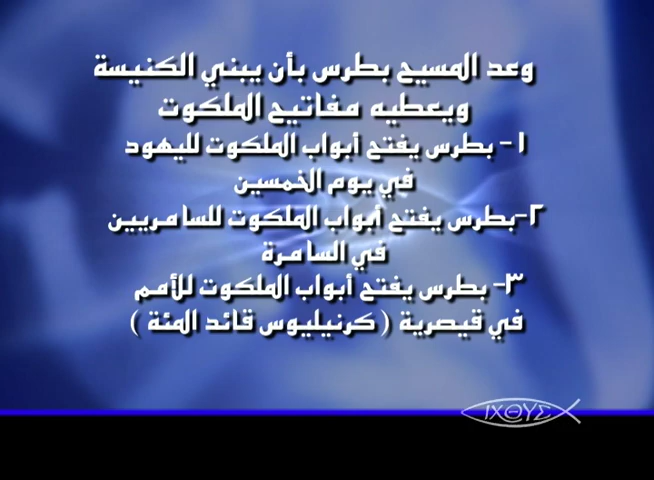 وعد المسيح بطرس بأن يبني الكنيسة
ويعطيه مفاتيح الملكوت
١- بطرس يفتح أبواب الملكوت لليهود
في يوم الخمسين
٢-بطرس يفتح أبواب الملكوت للسامريين
في السامرة
٣- بطرس يفتح أبواب الملكوت للأمم
في قيصرية ( كرنيليوس قائد المئة )
ΙΧΘΥΣ